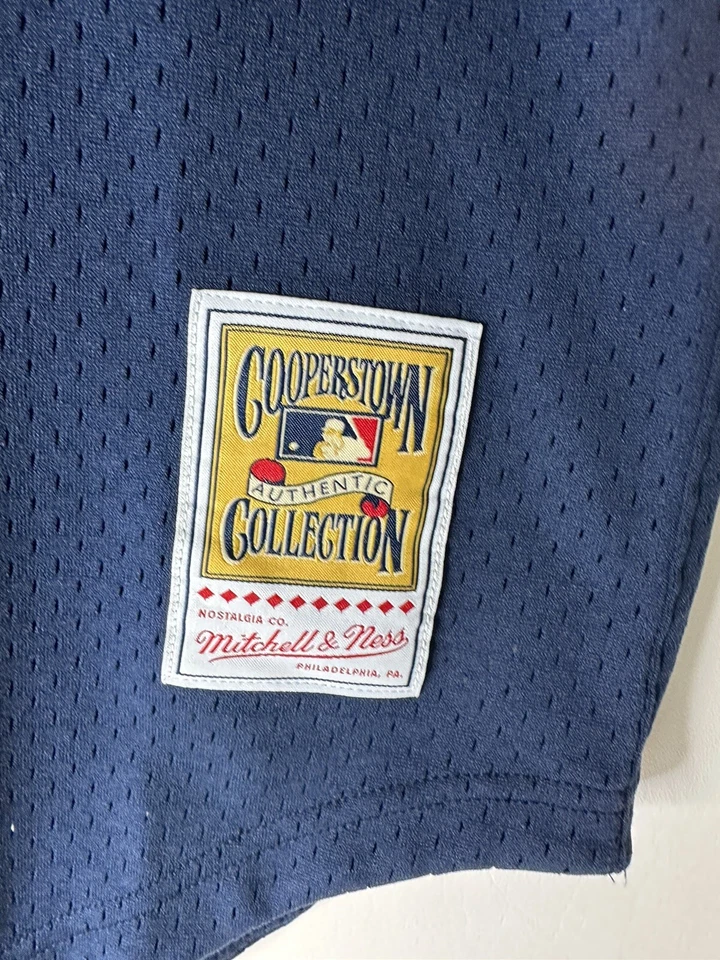 COOPERSTOWN
AUTHENTIC
COLLECTION
NOSTALGIA CO.
Mitchell & Ness
PHILADELPHIA, PA.